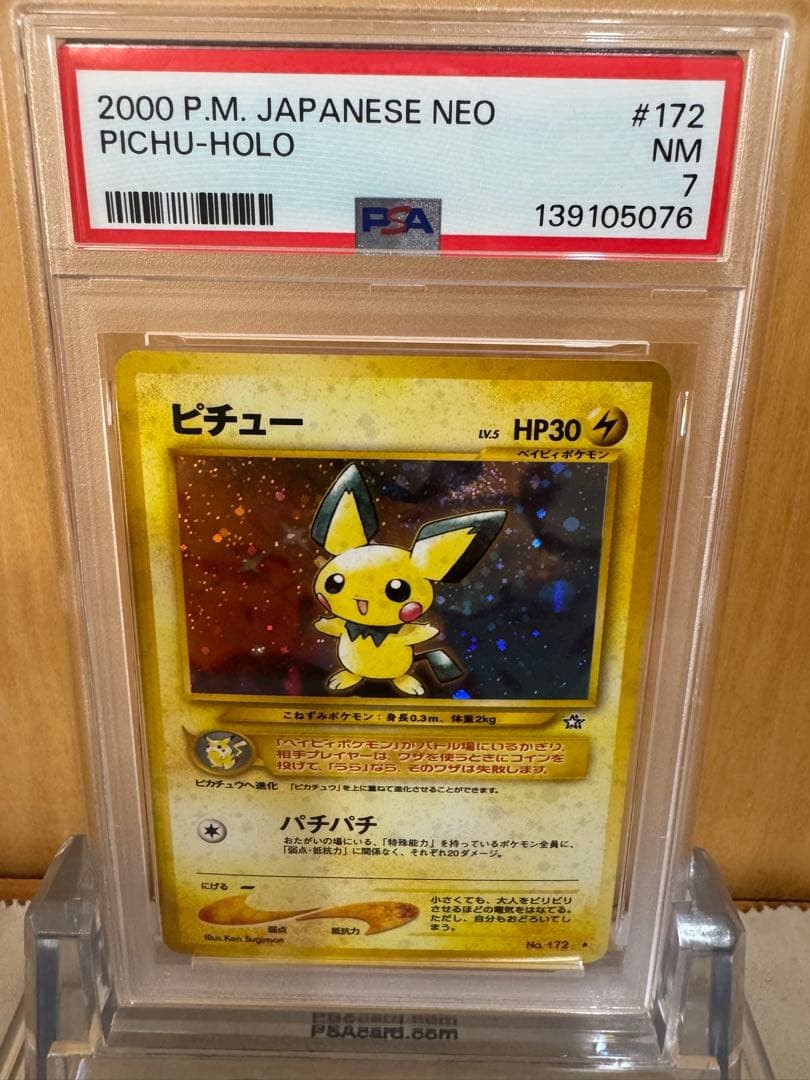 2000 P.M. JAPANESE NEO #172
PICHU-HOLO NM
7
PSA 139105076
ピチュー LV.5 HP30
ベイビィポケモン
こねずみポケモン：身長0.3m、体重2kg
「ベイビィポケモン」がバトル場にいるかぎり、
相手プレイヤーは、ワザを使うときにコインを
投げて、「うら」なら、そのワザは失敗します。
ピカチュウへ進化 「ピカチュウ」を上に重ねて進化させることができます。
パチパチ
おたがいの場にいる、「特殊能力」を持っているポケモン全員に、
「弱点・抵抗力」に関係なく、それぞれ20ダメージ。
にげる
弱点 抵抗力
小さくても、大人をビリビリ
させるほどの電気をはなてる。
ただし、自分もおどろいてし
まう。
Illus. Ken Sugimori No. 172
PSAcard.com